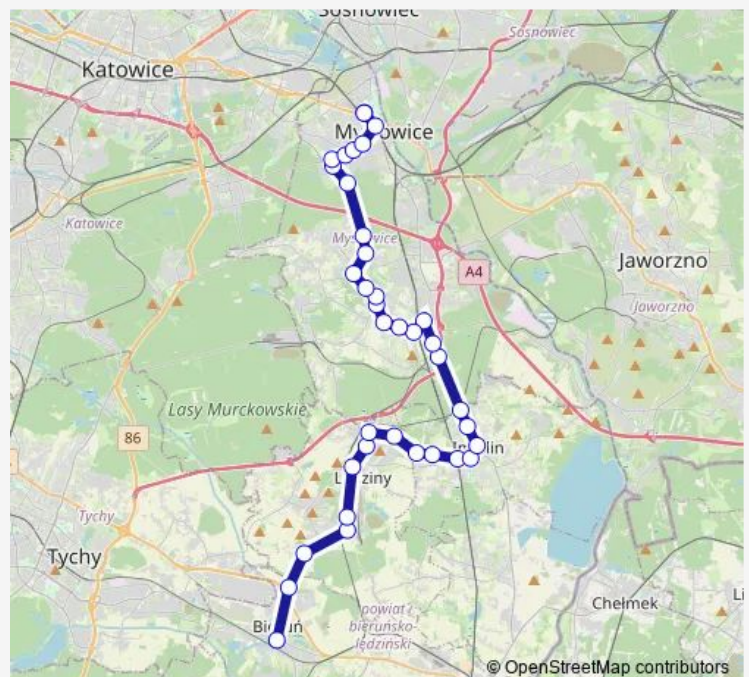 Sosnowiec
Katowice
Sosnowiec
Katowice
Jaworzno
A4
Jaworzno
Lasy Murckowskie
86
Tychy
Tychy
Chełmek
powiat
bieruńsko-
lędziński
© OpenStreetMap contributors